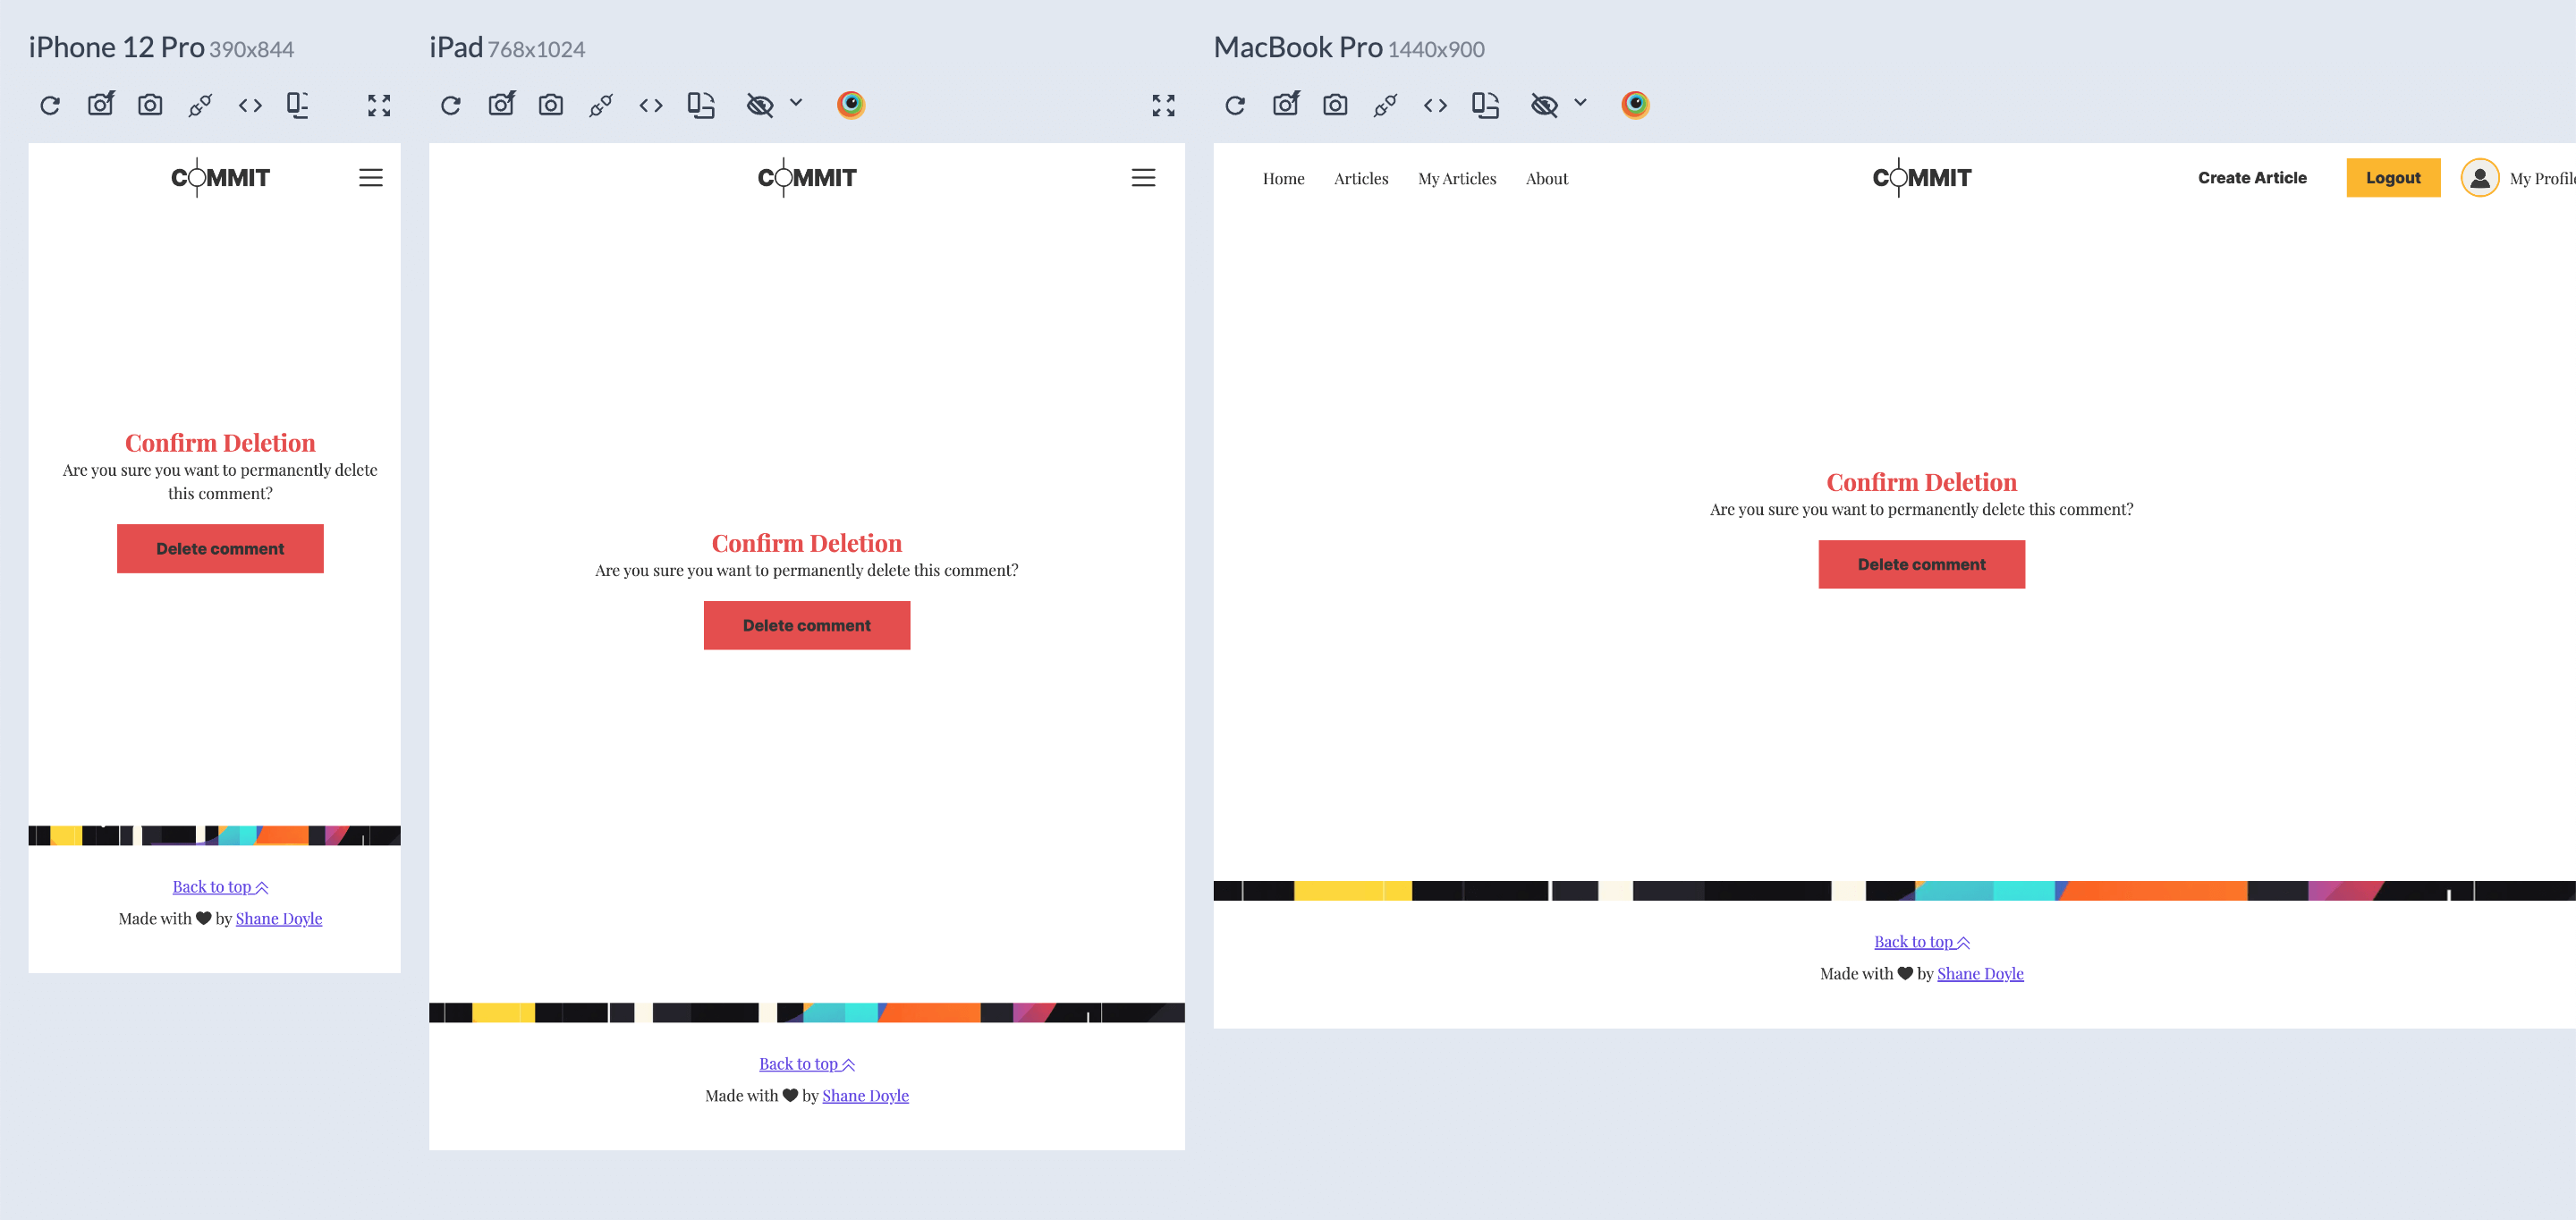 iPhone 12 Pro 390x844
COMMIT
Confirm Deletion
Are you sure you want to permanently delete
this comment?
Delete comment
Back to top
Made with by Shane Doyle
iPad 768x1024
COMMIT
Confirm Deletion
Are you sure you want to permanently delete this comment?
Delete comment
Back to top
Made with by Shane Doyle
MacBook Pro 1440x900
Home Articles My Articles About COMMIT Create Article Logout My Profile
Confirm Deletion
Are you sure you want to permanently delete this comment?
Delete comment
Back to top
Made with by Shane Doyle